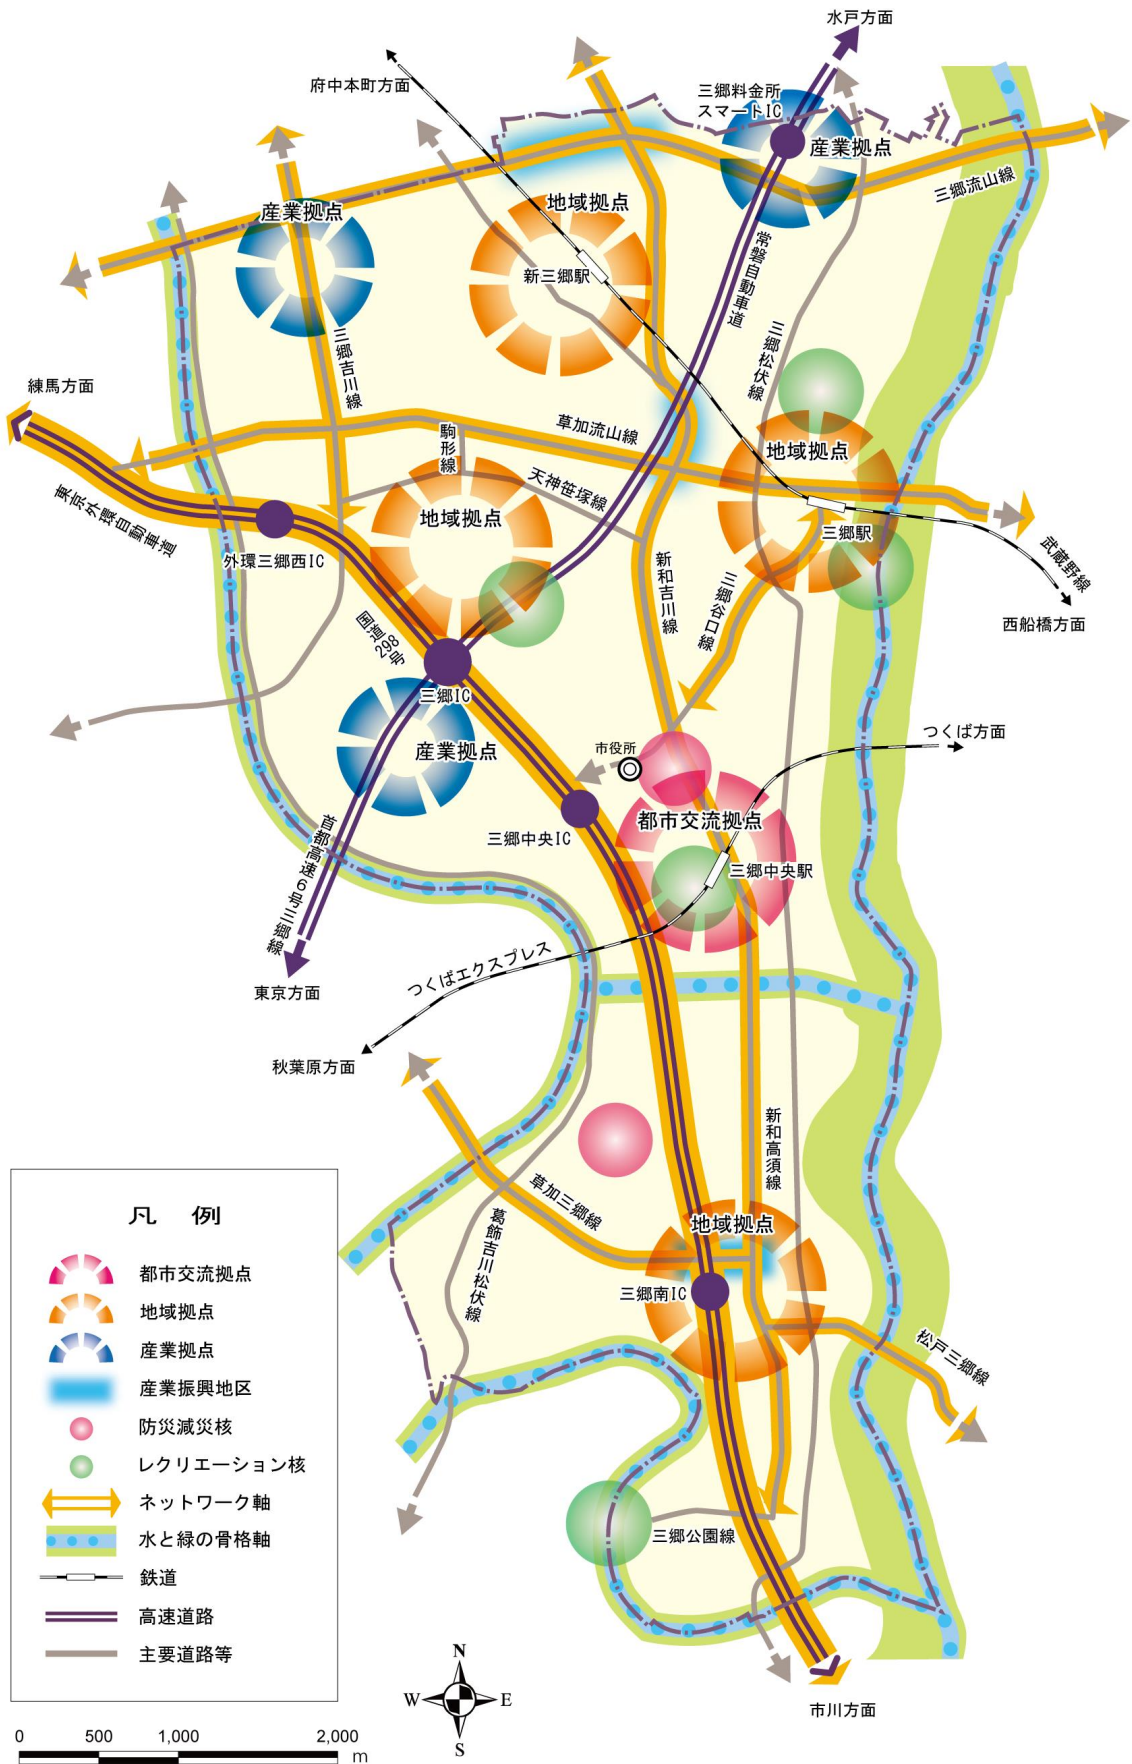 水戸方面
府中本町方面
三郷料金所
スマートIC
産業拠点
三郷流山線
地域拠点
産業拠点
新三郷駅
常磐自動車道
三郷松伏線
三郷吉川線
練馬方面
草加流山線
駒形線
地域拠点
天神笹塚線
地域拠点
東京外環自動車道
三郷駅
外環三郷西IC
新和吉川線
三郷谷口線
武蔵野線
西船橋方面
国道298号
三郷IC
産業拠点
市役所
つくば方面
都市交流拠点
三郷中央IC
三郷中央駅
首都高速6号三郷線
つくばエクスプレス
東京方面
秋葉原方面
新和高須線
草加三郷線
葛飾吉川松伏線
地域拠点
三郷南IC
松戸三郷線
三郷公園線
市川方面
凡 例
都市交流拠点
地域拠点
産業拠点
産業振興地区
防災減災核
レクリエーション核
ネットワーク軸
水と緑の骨格軸
鉄道
高速道路
主要道路等
N
W E
S
0 500 1,000 2,000
m